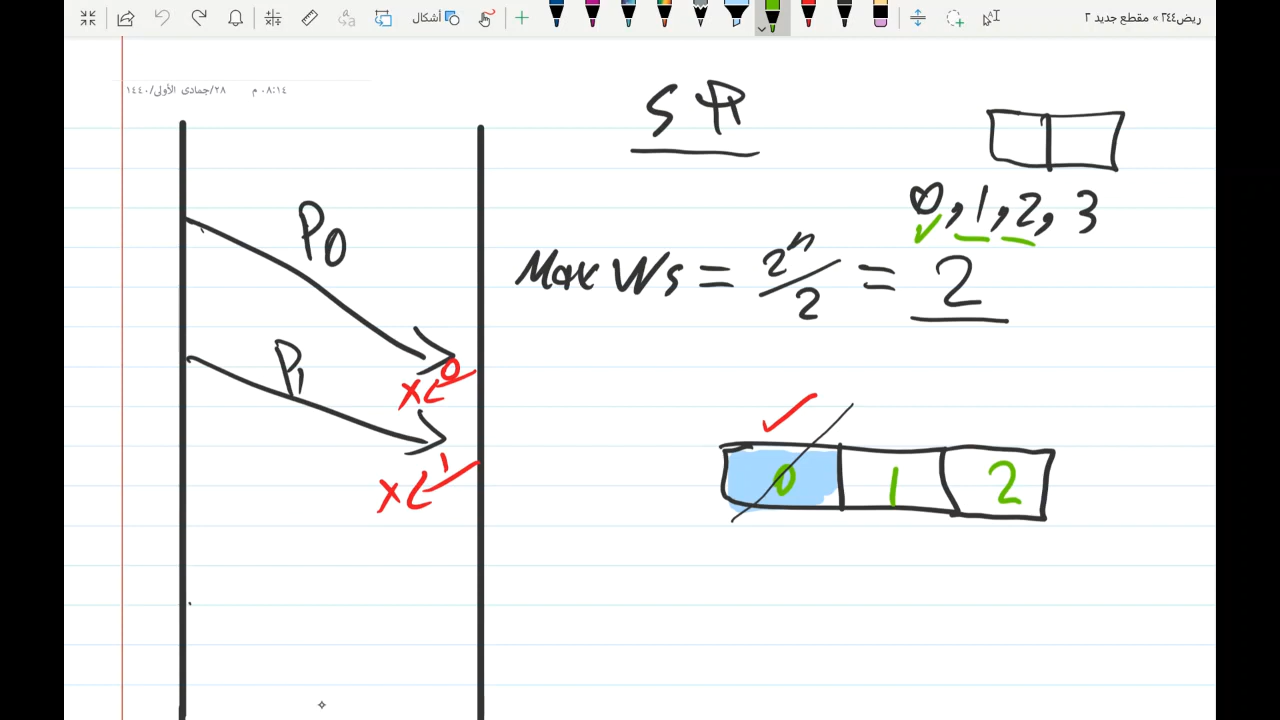 أشكال
ريض٢٤٤ » مقطع جديد ٢
٢٨/جمادى الأولى/١٤٤٠ ٠٨:١٤ م
SR
0, 1, 2, 3
Max Ws = 2^n/2 = 2
P0
0
X
P1
1
X
0 1 2